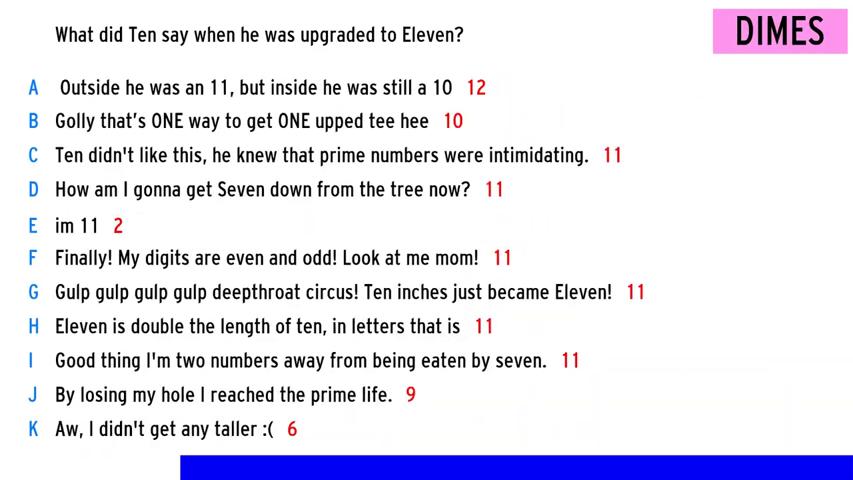 What did Ten say when he was upgraded to Eleven?
DIMES
A Outside he was an 11, but inside he was still a 10 12
B Golly that's ONE way to get ONE upped tee hee 10
C Ten didn't like this, he knew that prime numbers were intimidating. 11
D How am I gonna get Seven down from the tree now? 11
E im 11 2
F Finally! My digits are even and odd! Look at me mom! 11
G Gulp gulp gulp gulp deepthroat circus! Ten inches just became Eleven! 11
H Eleven is double the length of ten, in letters that is 11
I Good thing I'm two numbers away from being eaten by seven. 11
J By losing my hole I reached the prime life. 9
K Aw, I didn't get any taller :( 6